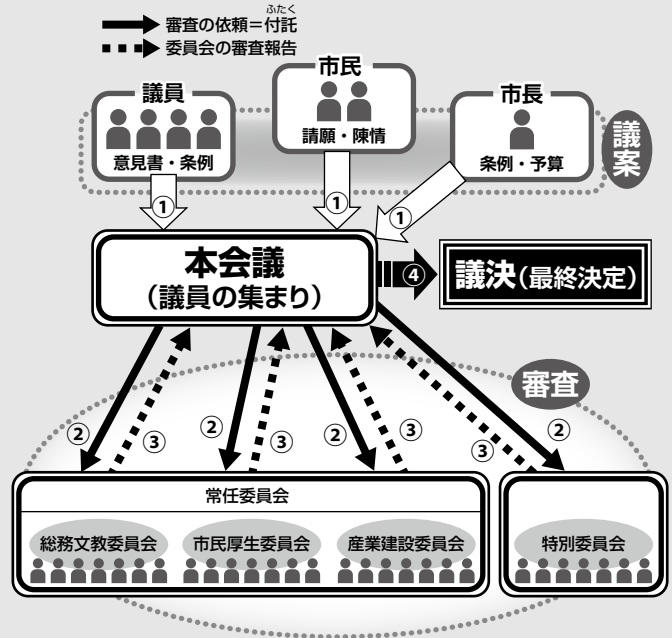 ふたく
審査の依頼＝付託
委員会の審査報告
議員
意見書・条例
市民
請願・陳情
市長
条例・予算
議案
①
①
①
本会議
（議員の集まり）
④
議決（最終決定）
審査
②
③
②
③
②
③
③
②
常任委員会
総務文教委員会
市民厚生委員会
産業建設委員会
特別委員会